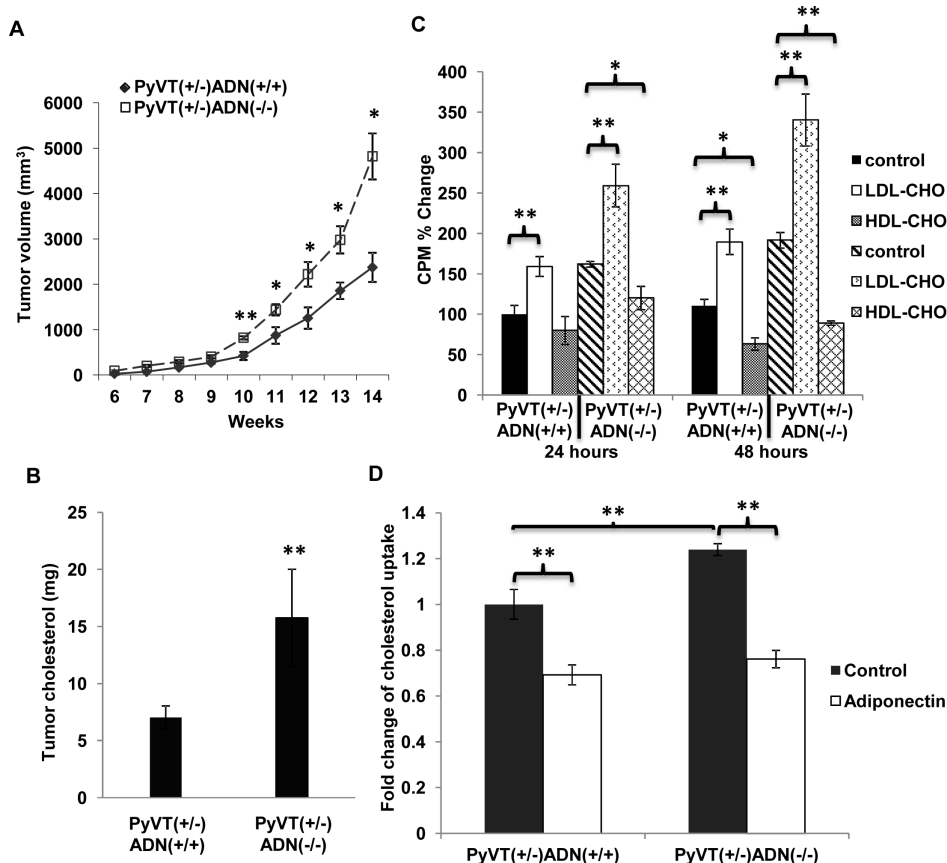 A
PyVT(+/-)ADN(+/+)
PyVT(+/-)ADN(-/-)
Tumor volume (mm³)
6000
5000
4000
3000
2000
1000
0
**
*
*
*
*
6 7 8 9 10 11 12 13 14
Weeks
B
Tumor cholesterol (mg)
25
20
15
10
5
0
**
PyVT(+/-) PyVT(+/-)
ADN(+/+) ADN(-/-)
C
CPM % Change
400
350
300
250
200
150
100
50
0
**
**
*
**
*
**
**
PyVT(+/-) PyVT(+/-) PyVT(+/-) PyVT(+/-)
ADN(+/+) ADN(-/-) ADN(+/+) ADN(-/-)
24 hours 48 hours
control
LDL-CHO
HDL-CHO
control
LDL-CHO
HDL-CHO
D
Fold change of cholesterol uptake
1.4
1.2
1
0.8
0.6
0.4
0.2
0
**
**
**
PyVT(+/-)ADN(+/+) PyVT(+/-)ADN(-/-)
Control
Adiponectin